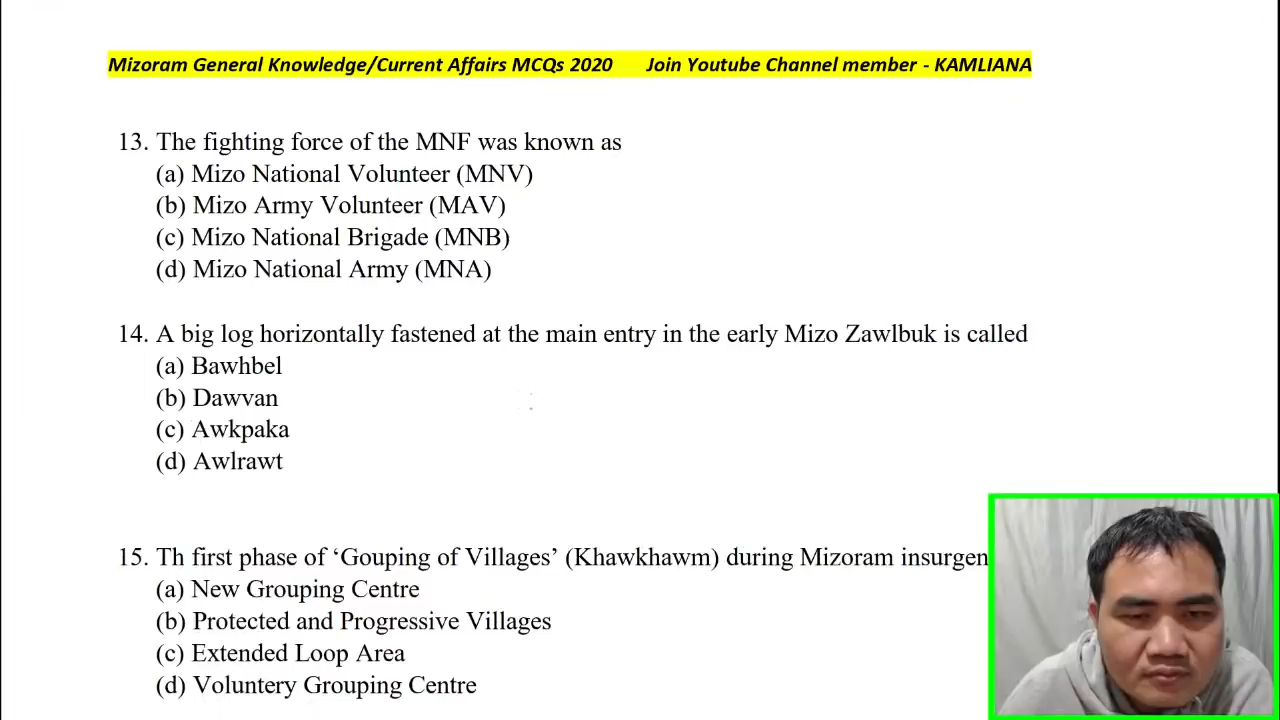 Mizoram General Knowledge/Current Affairs MCQs 2020 Join Youtube Channel member - KAMLIANA
13. The fighting force of the MNF was known as
(a) Mizo National Volunteer (MNV)
(b) Mizo Army Volunteer (MAV)
(c) Mizo National Brigade (MNB)
(d) Mizo National Army (MNA)
14. A big log horizontally fastened at the main entry in the early Mizo Zawlbuk is called
(a) Bawhbel
(b) Dawvan
(c) Awkpaka
(d) Awlrawt
15. Th first phase of ‘Gouping of Villages’ (Khawkhawm) during Mizoram insurgen
(a) New Grouping Centre
(b) Protected and Progressive Villages
(c) Extended Loop Area
(d) Voluntery Grouping Centre